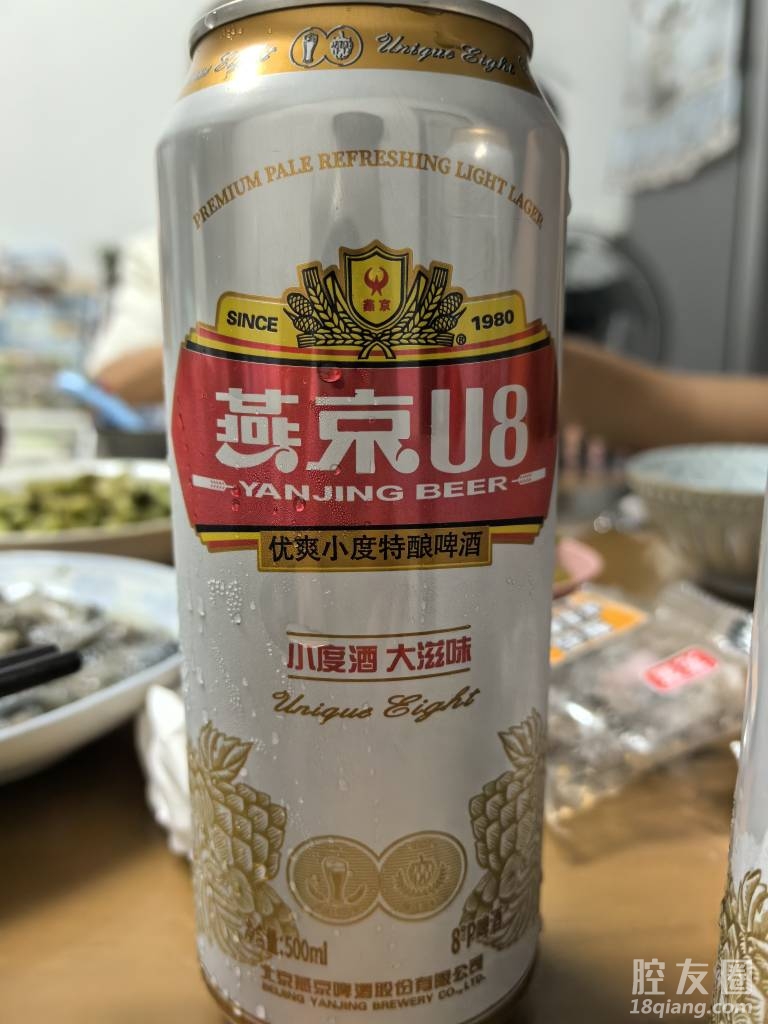 Unique Eight
PREMIUM PALE REFRESHING LIGHT LAGER
燕京
SINCE 1980
®
燕京U8
YANJING BEER
优爽小度特酿啤酒
小度酒 大滋味
Unique Eight
净含量:500ml
8°P啤酒
北京燕京啤酒股份有限公司
BEIJING YANJING BREWERY CO.,LTD.
腔友圈
18qiang.com